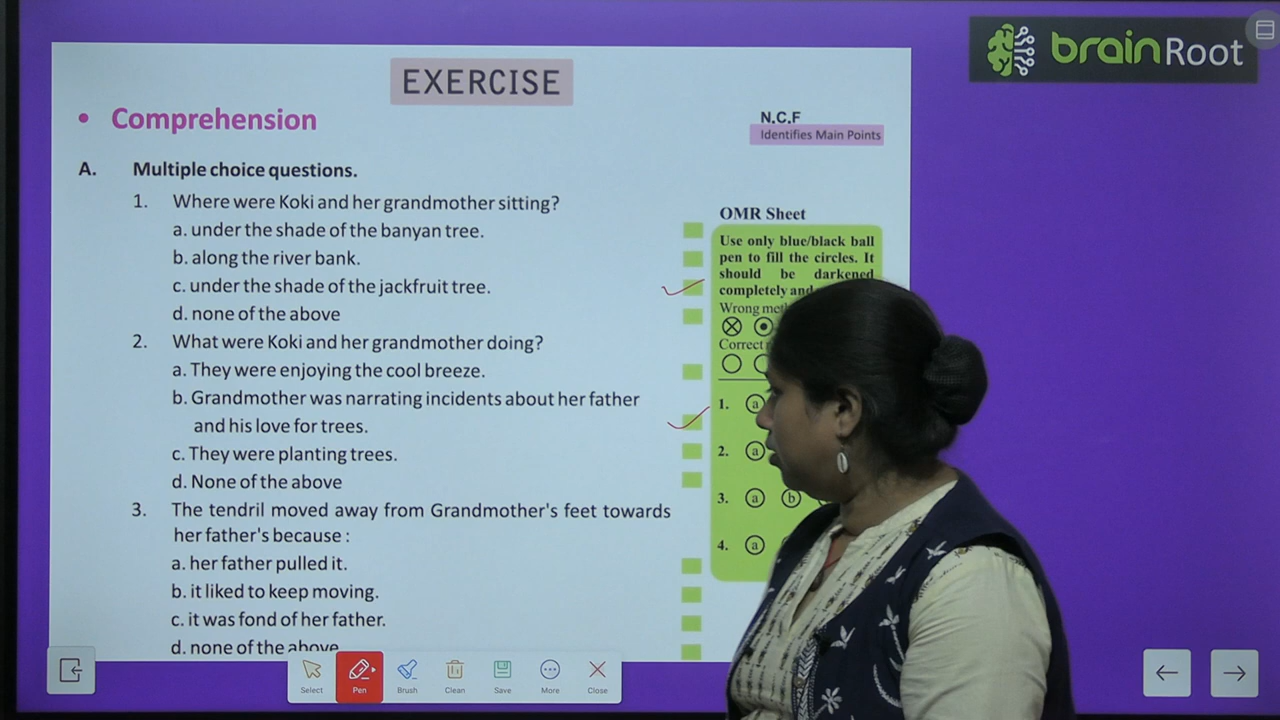 brainRoot
EXERCISE
• Comprehension
N.C.F
Identifies Main Points
A. Multiple choice questions.
1. Where were Koki and her grandmother sitting?
a. under the shade of the banyan tree.
b. along the river bank.
c. under the shade of the jackfruit tree.
d. none of the above
2. What were Koki and her grandmother doing?
a. They were enjoying the cool breeze.
b. Grandmother was narrating incidents about her father
and his love for trees.
c. They were planting trees.
d. None of the above
3. The tendril moved away from Grandmother's feet towards
her father's because :
a. her father pulled it.
b. it liked to keep moving.
c. it was fond of her father.
d. none of the above
OMR Sheet
Use only blue/black ball
pen to fill the circles. It
should be darkened
completely and
Wrong
Correct
1. a
2. a
3. a b
4. a
Select Pen Brush Clean Save More Close